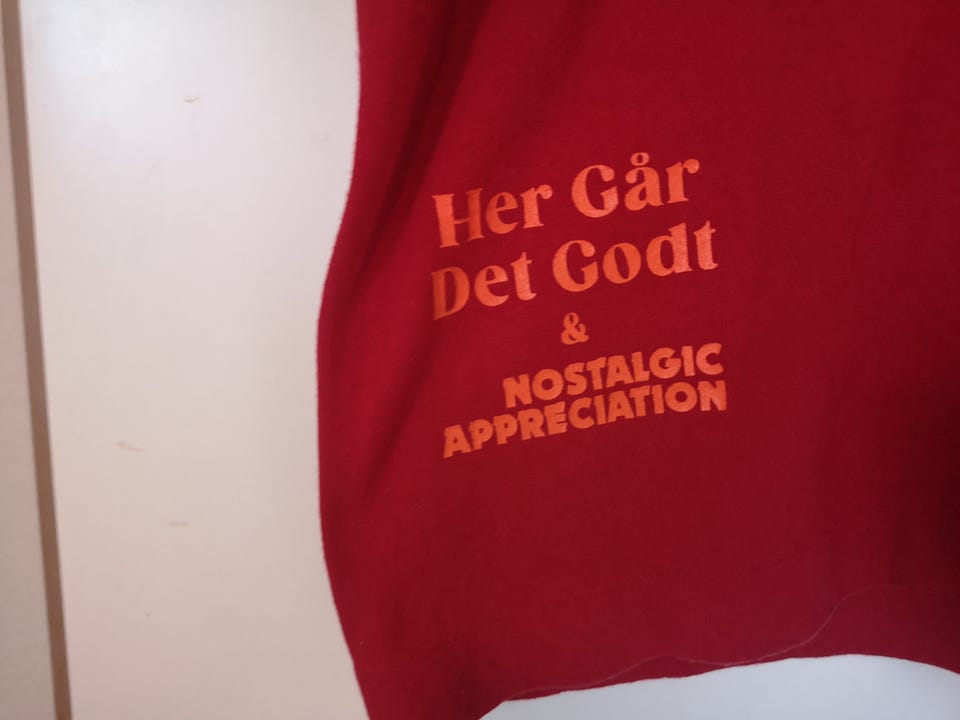 Her Går
Det Godt
&
NOSTALGIC
APPRECIATION